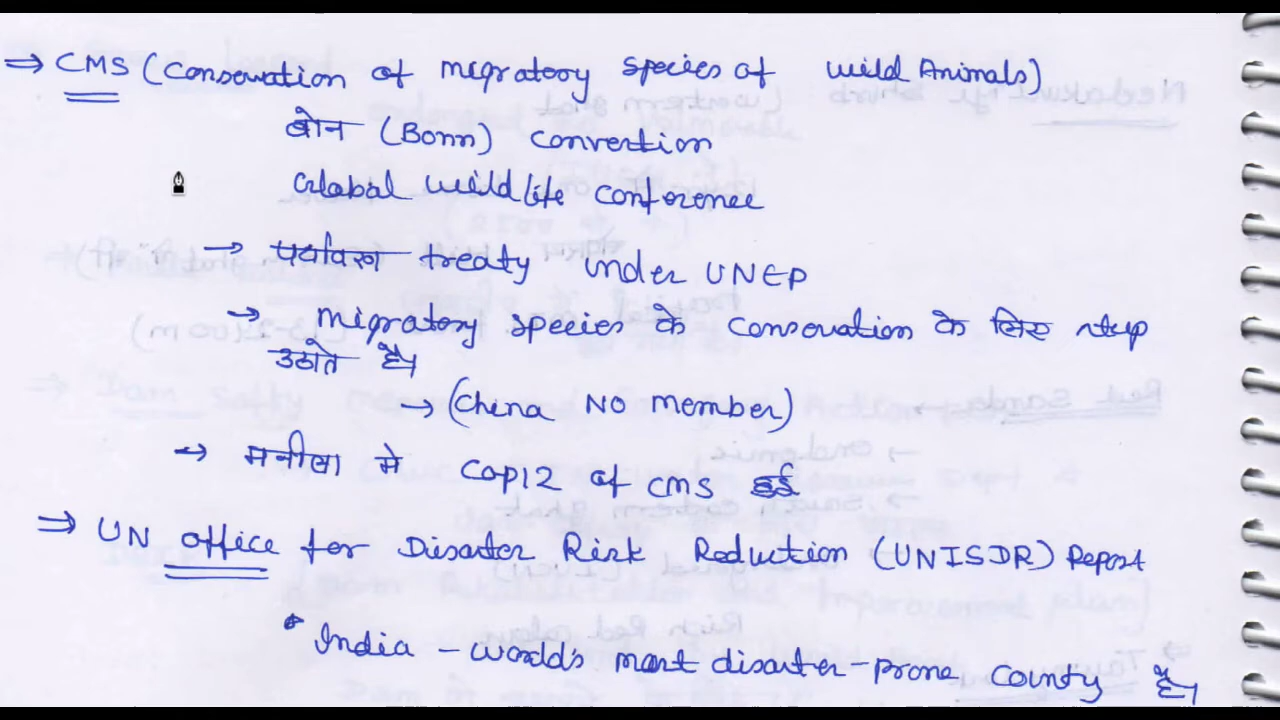 ⇒ CMS (Conservation of migratory species of wild Animals)
बोन (Bonn) convertion
Global wildlife conference
→ पर्यावरण treaty under UNEP
→ migratory species के conservation के लिए step
उठाते है।
→ (China NO member)
→ मनीला मे COP12 of CMS हुई
⇒ UN office for Disaster Risk Reduction (UNISDR) Report
• India - world's most disaster-prone County है।